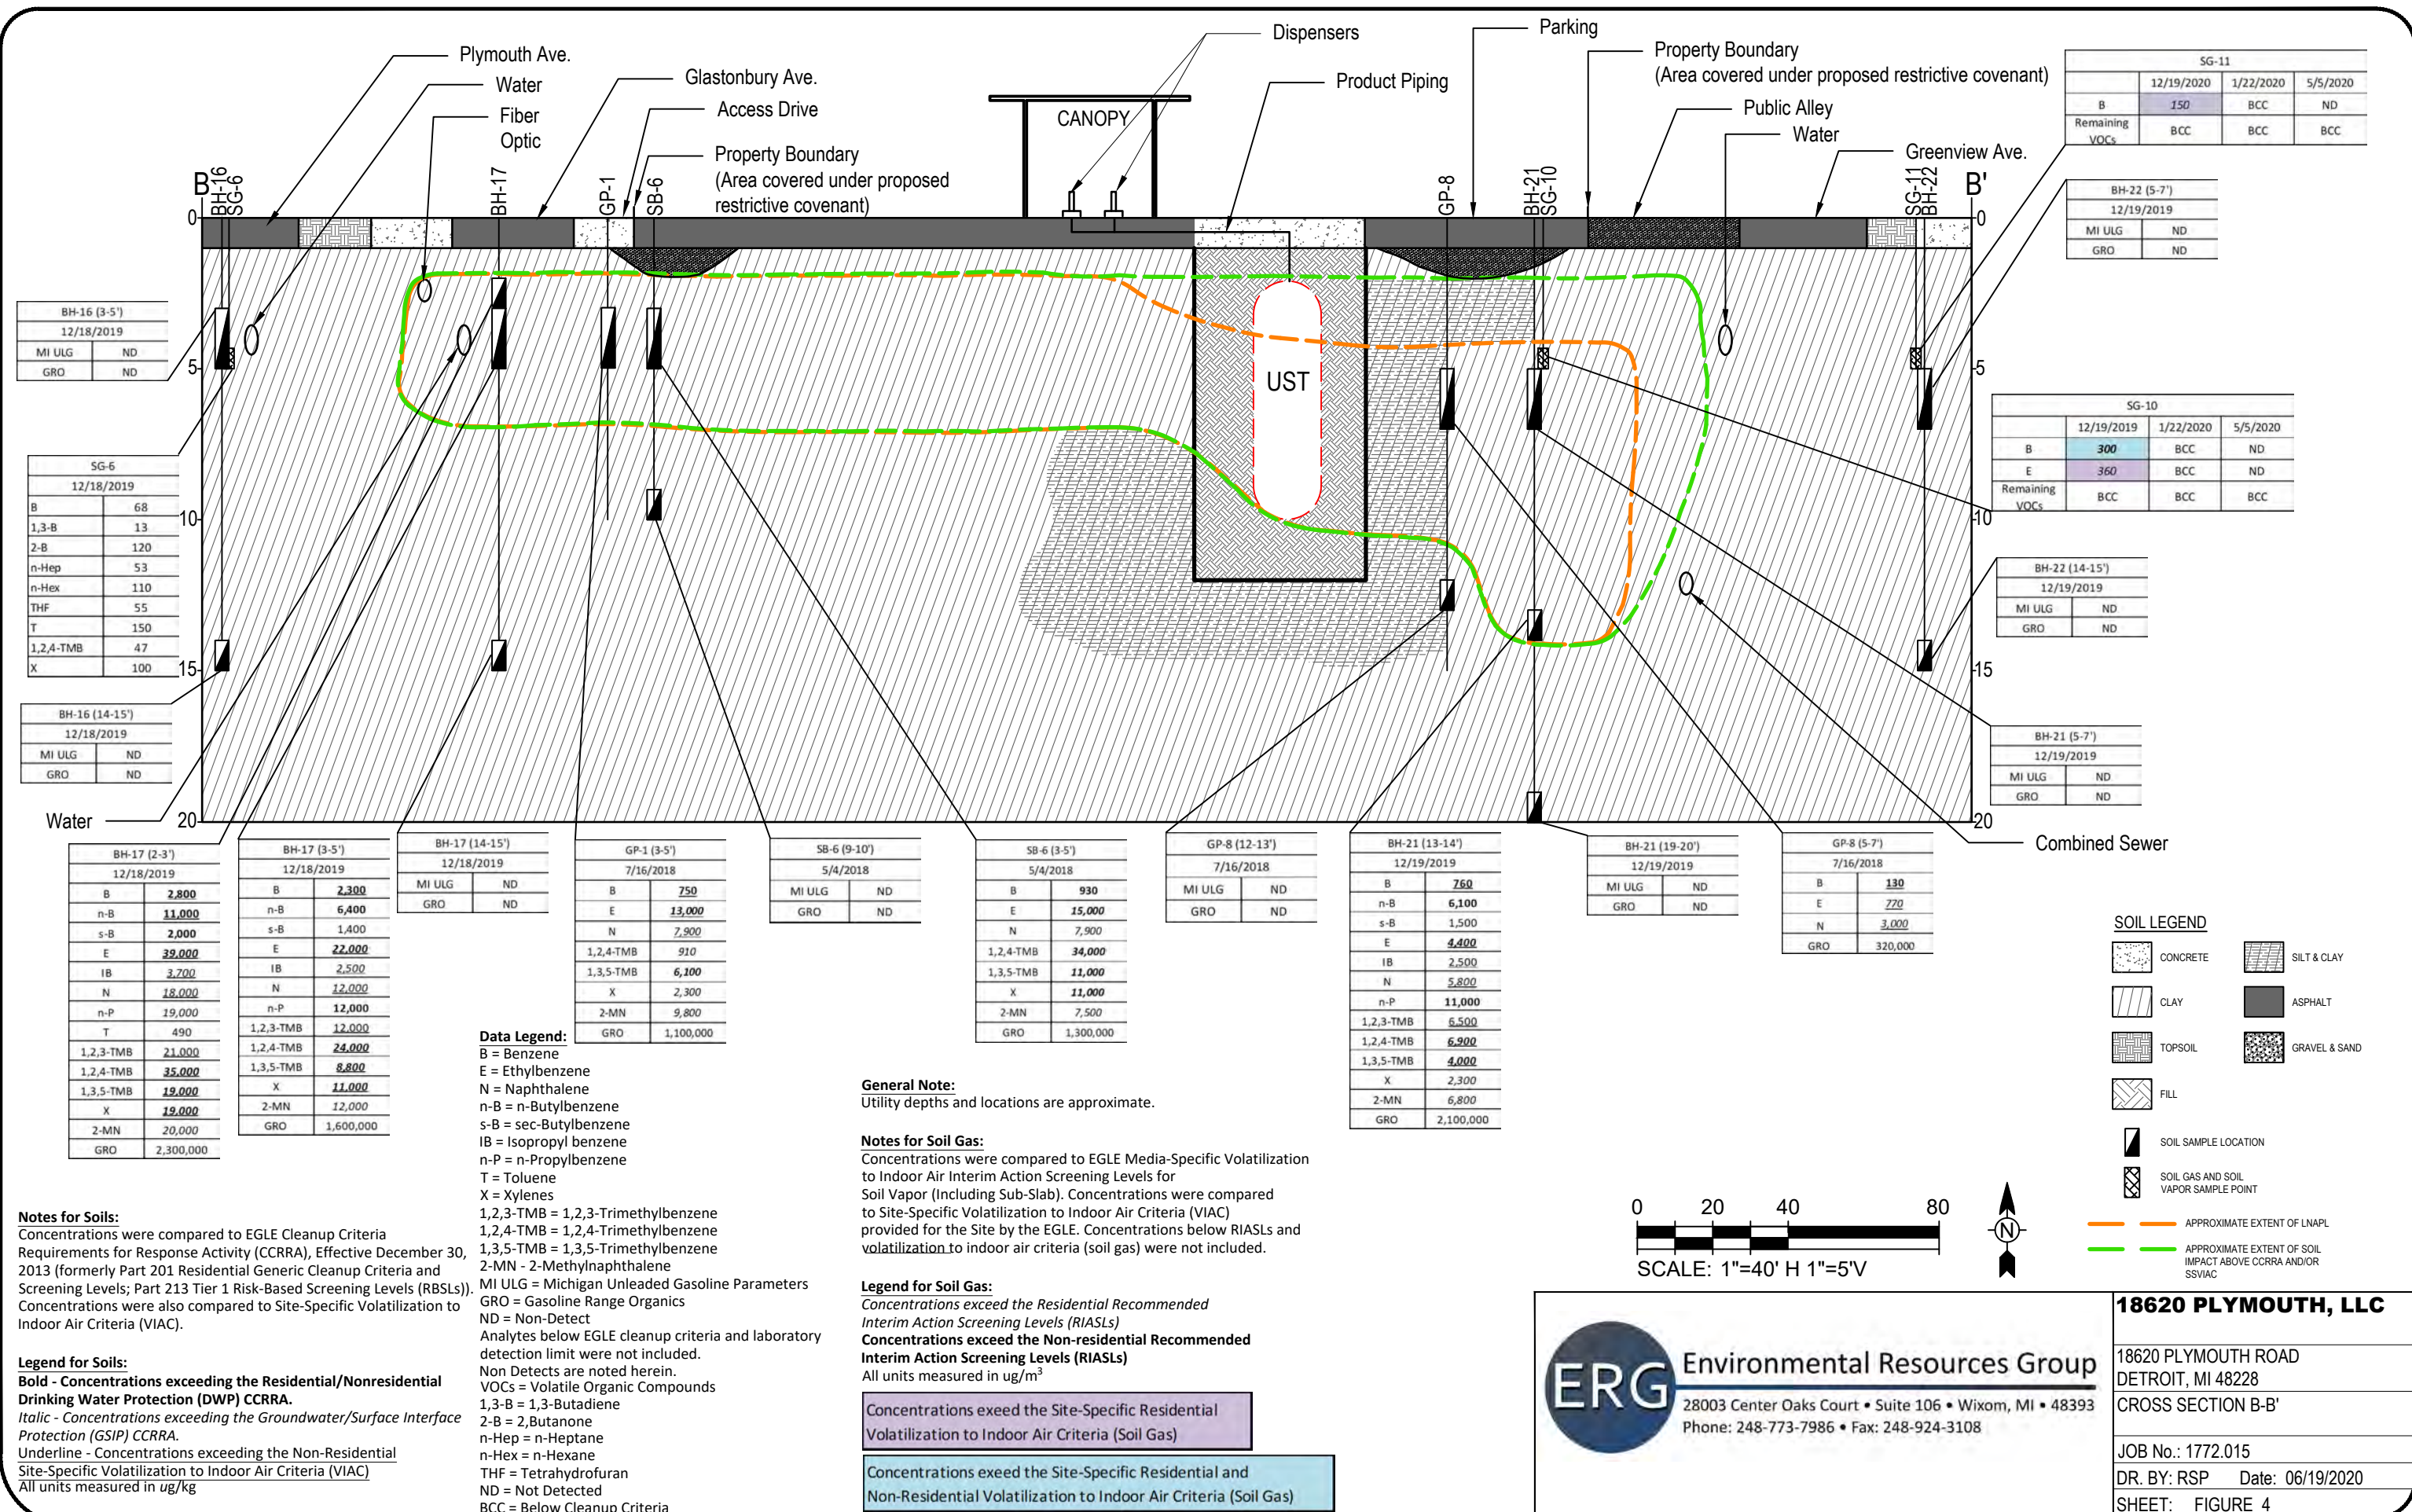 Plymouth Ave.
Water
Fiber
Optic
Glastonbury Ave.
Access Drive
Property Boundary
(Area covered under proposed
restrictive covenant)
Dispensers
CANOPY
Product Piping
Parking
Property Boundary
(Area covered under proposed restrictive covenant)
Public Alley
Water
Greenview Ave.
B
BH-16
SG-6
BH-17
GP-1
SB-6
GP-8
BH-21
SG-10
SG-11
BH-22
B'
0
5
10
15
20
0
5
10
15
20
UST
Water
Combined Sewer
SG-11
12/19/2020 1/22/2020 5/5/2020
B 150 BCC ND
Remaining VOCs BCC BCC BCC
BH-22 (5-7')
12/19/2019
MI ULG ND
GRO ND
SG-10
12/19/2019 1/22/2020 5/5/2020
B 300 BCC ND
E 360 BCC ND
Remaining VOCs BCC BCC BCC
BH-22 (14-15')
12/19/2019
MI ULG ND
GRO ND
BH-21 (5-7')
12/19/2019
MI ULG ND
GRO ND
BH-16 (3-5')
12/18/2019
MI ULG ND
GRO ND
SG-6
12/18/2019
B 68
1,3-B 13
2-B 120
n-Hep 53
n-Hex 110
THF 55
T 150
1,2,4-TMB 47
X 100
BH-16 (14-15')
12/18/2019
MI ULG ND
GRO ND
BH-17 (2-3')
12/18/2019
B 2,800
n-B 11,000
s-B 2,000
E 39,000
IB 3,700
N 18,000
n-P 19,000
T 490
1,2,3-TMB 21,000
1,2,4-TMB 35,000
1,3,5-TMB 19,000
X 19,000
2-MN 20,000
GRO 2,300,000
BH-17 (3-5')
12/18/2019
B 2,300
n-B 6,400
s-B 1,400
E 22,000
IB 2,500
N 12,000
n-P 12,000
1,2,3-TMB 12,000
1,2,4-TMB 24,000
1,3,5-TMB 8,800
X 11,000
2-MN 12,000
GRO 1,600,000
BH-17 (14-15')
12/18/2019
MI ULG ND
GRO ND
GP-1 (3-5')
7/16/2018
B 750
E 13,000
N 7,900
1,2,4-TMB 910
1,3,5-TMB 6,100
X 2,300
2-MN 9,800
GRO 1,100,000
SB-6 (9-10')
5/4/2018
MI ULG ND
GRO ND
SB-6 (3-5')
5/4/2018
B 930
E 15,000
N 7,900
1,2,4-TMB 34,000
1,3,5-TMB 11,000
X 11,000
2-MN 7,500
GRO 1,300,000
GP-8 (12-13')
7/16/2018
MI ULG ND
GRO ND
BH-21 (13-14')
12/19/2019
B 760
n-B 6,100
s-B 1,500
E 4,400
IB 2,500
N 5,800
n-P 11,000
1,2,3-TMB 6,500
1,2,4-TMB 6,900
1,3,5-TMB 4,000
X 2,300
2-MN 6,800
GRO 2,100,000
BH-21 (19-20')
12/19/2019
MI ULG ND
GRO ND
GP-8 (5-7')
7/16/2018
B 130
E 770
N 3,000
GRO 320,000
Notes for Soils:
Concentrations were compared to EGLE Cleanup Criteria
Requirements for Response Activity (CCRRA), Effective December 30,
2013 (formerly Part 201 Residential Generic Cleanup Criteria and
Screening Levels; Part 213 Tier 1 Risk-Based Screening Levels (RBSLs)).
Concentrations were also compared to Site-Specific Volatilization to
Indoor Air Criteria (VIAC).
Legend for Soils:
Bold - Concentrations exceeding the Residential/Nonresidential
Drinking Water Protection (DWP) CCRRA.
Italic - Concentrations exceeding the Groundwater/Surface Interface
Protection (GSIP) CCRRA.
Underline - Concentrations exceeding the Non-Residential
Site-Specific Volatilization to Indoor Air Criteria (VIAC)
All units measured in ug/kg
Data Legend:
B = Benzene
E = Ethylbenzene
N = Naphthalene
n-B = n-Butylbenzene
s-B = sec-Butylbenzene
IB = Isopropyl benzene
n-P = n-Propylbenzene
T = Toluene
X = Xylenes
1,2,3-TMB = 1,2,3-Trimethylbenzene
1,2,4-TMB = 1,2,4-Trimethylbenzene
1,3,5-TMB = 1,3,5-Trimethylbenzene
2-MN - 2-Methylnaphthalene
MI ULG = Michigan Unleaded Gasoline Parameters
GRO = Gasoline Range Organics
ND = Non-Detect
Analytes below EGLE cleanup criteria and laboratory
detection limit were not included.
Non Detects are noted herein.
VOCs = Volatile Organic Compounds
1,3-B = 1,3-Butadiene
2-B = 2,Butanone
n-Hep = n-Heptane
n-Hex = n-Hexane
THF = Tetrahydrofuran
ND = Not Detected
BCC = Below Cleanup Criteria
General Note:
Utility depths and locations are approximate.
Notes for Soil Gas:
Concentrations were compared to EGLE Media-Specific Volatilization
to Indoor Air Interim Action Screening Levels for
Soil Vapor (Including Sub-Slab). Concentrations were compared
to Site-Specific Volatilization to Indoor Air Criteria (VIAC)
provided for the Site by the EGLE. Concentrations below RIASLs and
volatilization to indoor air criteria (soil gas) were not included.
Legend for Soil Gas:
Concentrations exceed the Residential Recommended
Interim Action Screening Levels (RIASLs)
Concentrations exceed the Non-residential Recommended
Interim Action Screening Levels (RIASLs)
All units measured in ug/m³
Concentrations exeed the Site-Specific Residential
Volatilization to Indoor Air Criteria (Soil Gas)
Concentrations exeed the Site-Specific Residential and
Non-Residential Volatilization to Indoor Air Criteria (Soil Gas)
SOIL LEGEND
CONCRETE
SILT & CLAY
CLAY
ASPHALT
TOPSOIL
GRAVEL & SAND
FILL
SOIL SAMPLE LOCATION
SOIL GAS AND SOIL
VAPOR SAMPLE POINT
APPROXIMATE EXTENT OF LNAPL
APPROXIMATE EXTENT OF SOIL
IMPACT ABOVE CCRRA AND/OR
SSVIAC
0 20 40 80
SCALE: 1"=40' H 1"=5'V
N
ERG
Environmental Resources Group
28003 Center Oaks Court • Suite 106 • Wixom, MI • 48393
Phone: 248-773-7986 • Fax: 248-924-3108
18620 PLYMOUTH, LLC
18620 PLYMOUTH ROAD
DETROIT, MI 48228
CROSS SECTION B-B'
JOB No.: 1772.015
DR. BY: RSP Date: 06/19/2020
SHEET: FIGURE 4